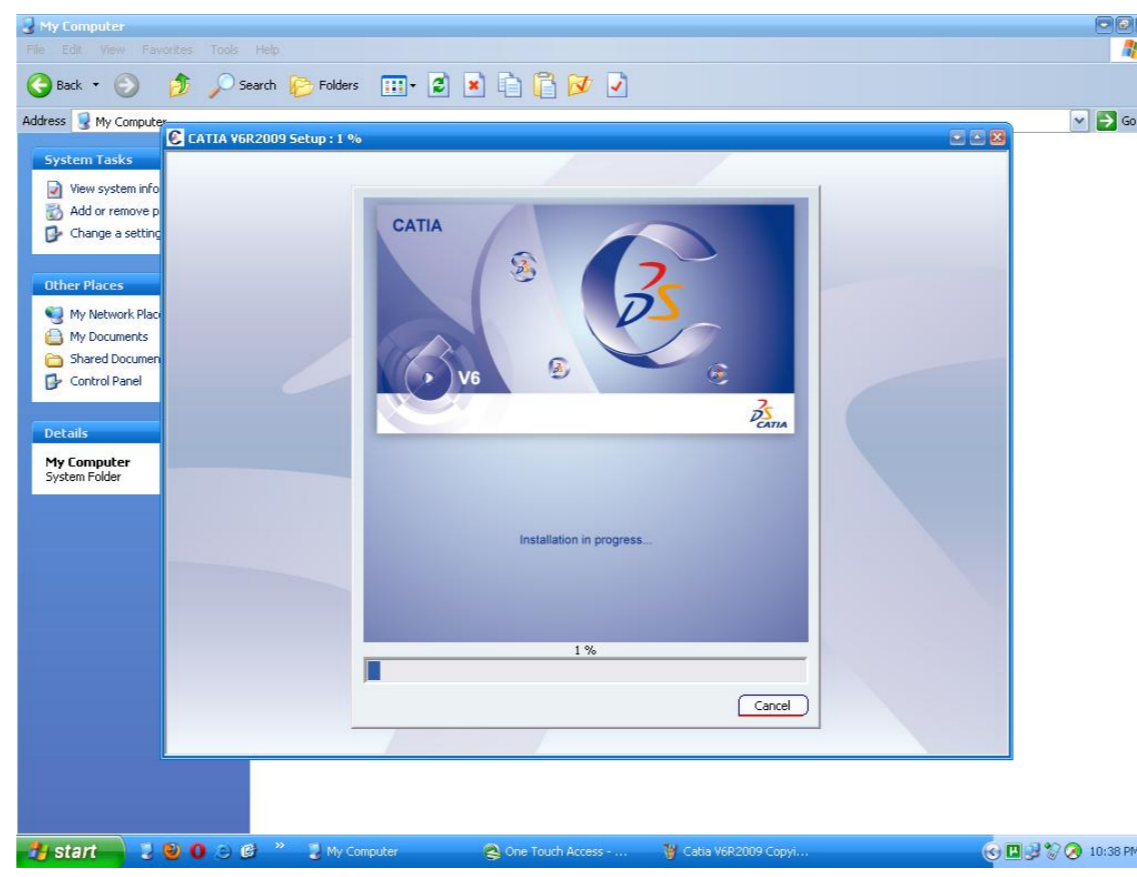 My Computer
File Edit View Favorites Tools Help
Back Search Folders
Address My Computer Go
CATIA V6R2009 Setup : 1 %
System Tasks
View system info
Add or remove p
Change a setting
Other Places
My Network Plac
My Documents
Shared Documen
Control Panel
Details
My Computer
System Folder
CATIA
3DS
V6
3DS
CATIA
Installation in progress...
1 %
Cancel
start My Computer One Touch Access - ... Catia V6R2009 Copyi... 10:38 PM